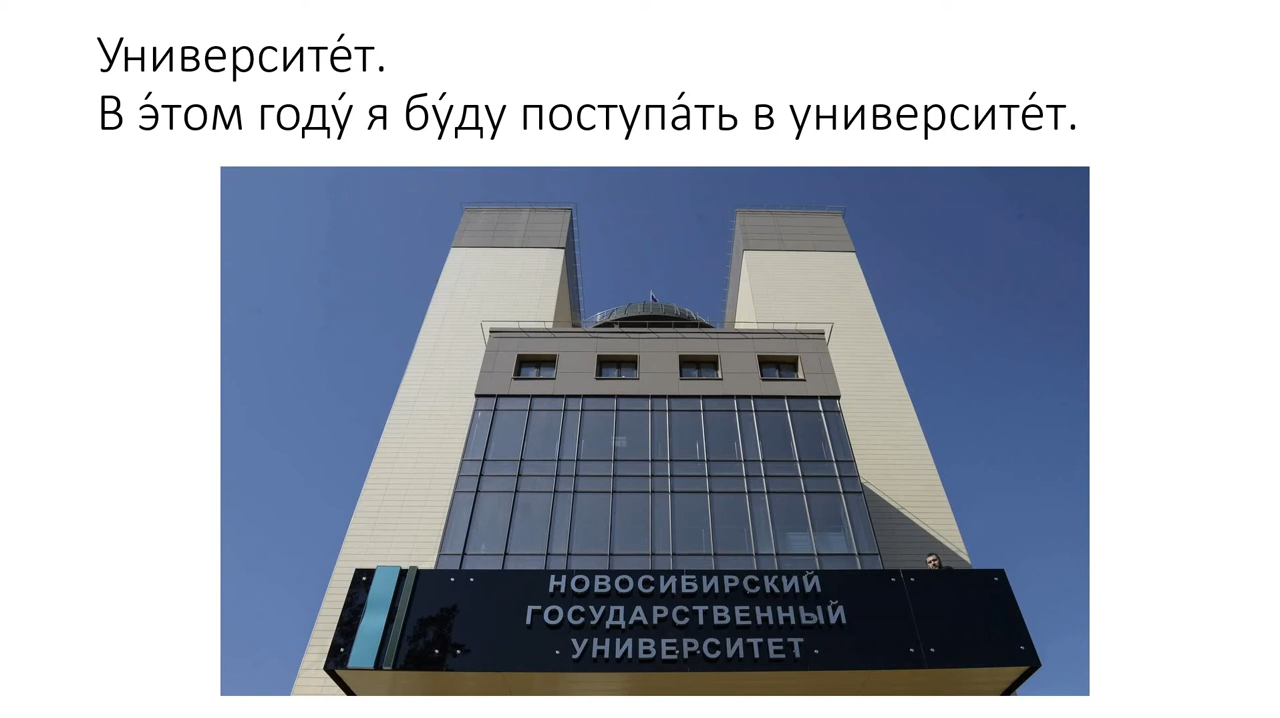 Университе́т.
В э́том году́ я бу́ду поступа́ть в университе́т.
НОВОСИБИРСКИЙ
ГОСУДАРСТВЕННЫЙ
УНИВЕРСИТЕТ